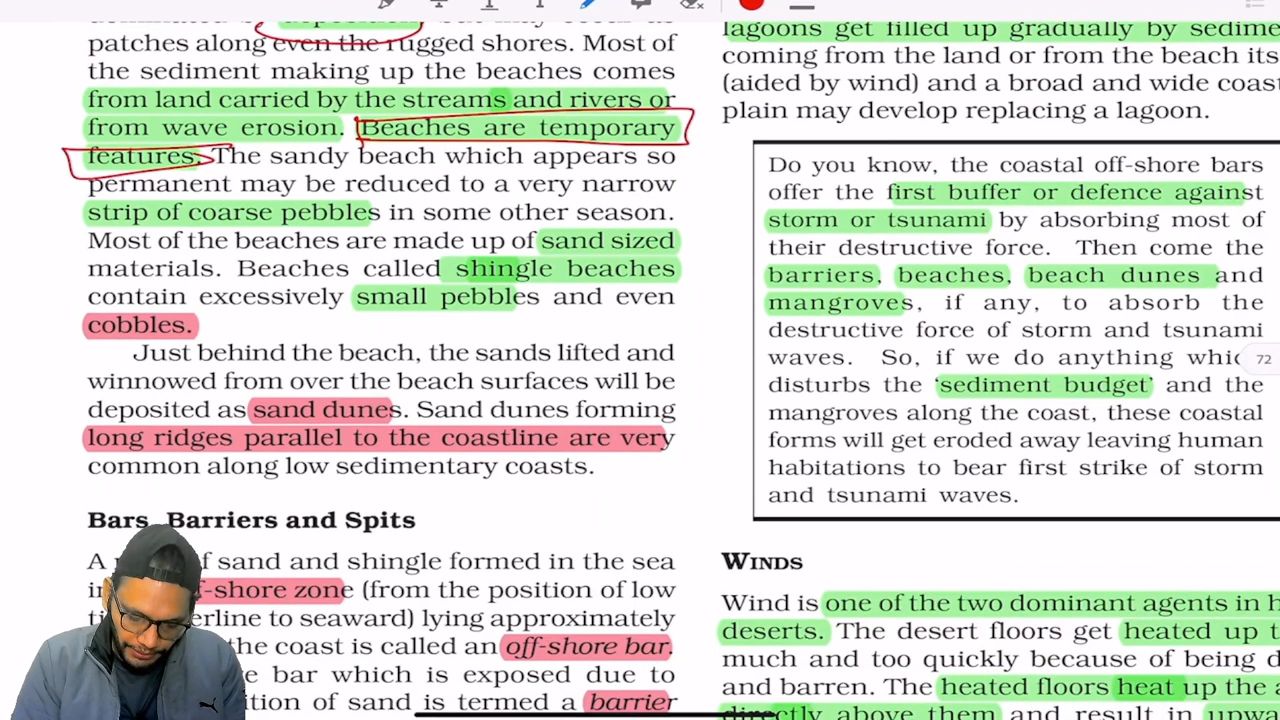 patches along even the rugged shores. Most of
the sediment making up the beaches comes
from land carried by the streams and rivers or
from wave erosion. Beaches are temporary
features. The sandy beach which appears so
permanent may be reduced to a very narrow
strip of coarse pebbles in some other season.
Most of the beaches are made up of sand sized
materials. Beaches called shingle beaches
contain excessively small pebbles and even
cobbles.
Just behind the beach, the sands lifted and
winnowed from over the beach surfaces will be
deposited as sand dunes. Sand dunes forming
long ridges parallel to the coastline are very
common along low sedimentary coasts.
Bars, Barriers and Spits
A of sand and shingle formed in the sea
f-shore zone (from the position of low
erline to seaward) lying approximately
the coast is called an off-shore bar.
e bar which is exposed due to
ition of sand is termed a barrier
lagoons get filled up gradually by sedime
coming from the land or from the beach its
(aided by wind) and a broad and wide coast
plain may develop replacing a lagoon.
Do you know, the coastal off-shore bars
offer the first buffer or defence against
storm or tsunami by absorbing most of
their destructive force. Then come the
barriers, beaches, beach dunes and
mangroves, if any, to absorb the
destructive force of storm and tsunami
waves. So, if we do anything whic
72
disturbs the ‘sediment budget’ and the
mangroves along the coast, these coastal
forms will get eroded away leaving human
habitations to bear first strike of storm
and tsunami waves.
WINDS
Wind is one of the two dominant agents in h
deserts. The desert floors get heated up t
much and too quickly because of being d
and barren. The heated floors heat up the a
directly above them and result in upwa